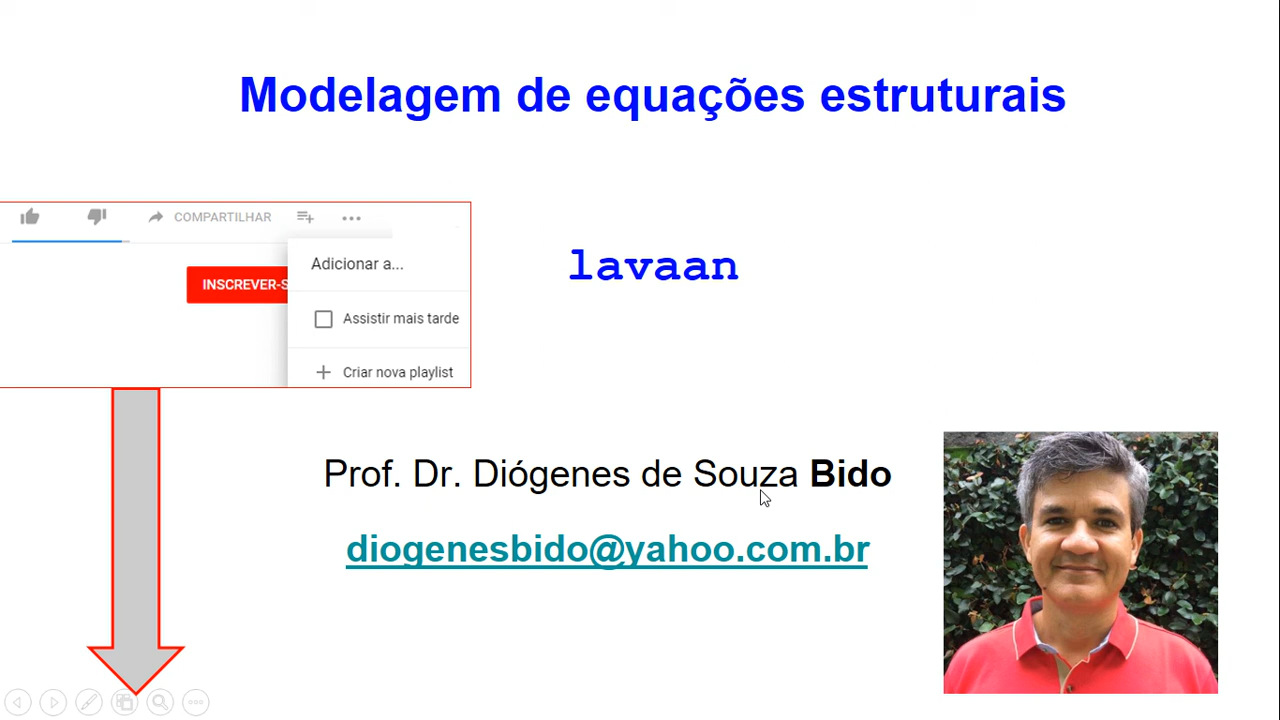 Modelagem de equações estruturais
COMPARTILHAR
Adicionar a...
INSCREVER-S
Assistir mais tarde
Criar nova playlist
lavaan
Prof. Dr. Diógenes de Souza Bido
diogenesbido@yahoo.com.br